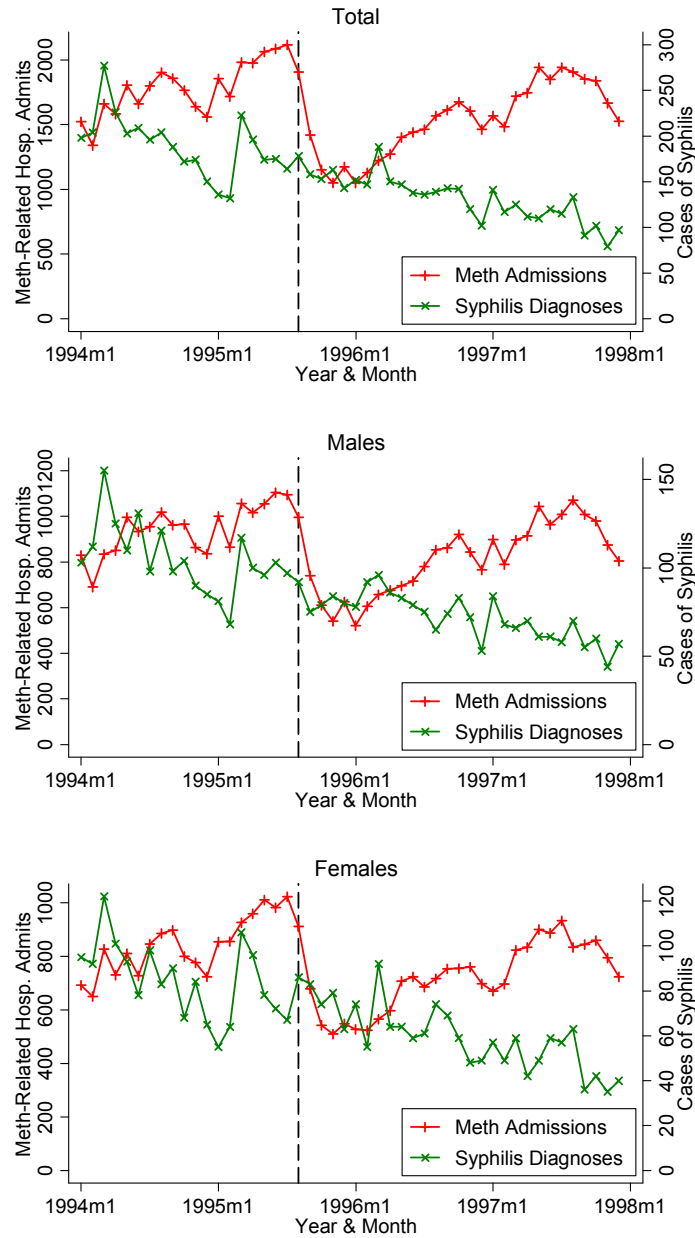 Total
Meth-Related Hosp. Admits
0 500 1000 1500 2000
Cases of Syphilis
0 50 100 150 200 250 300
Meth Admissions
Syphilis Diagnoses
1994m1 1995m1 1996m1 1997m1 1998m1
Year & Month
Males
Meth-Related Hosp. Admits
0 200 400 600 800 1000 1200
Cases of Syphilis
0 50 100 150
Meth Admissions
Syphilis Diagnoses
1994m1 1995m1 1996m1 1997m1 1998m1
Year & Month
Females
Meth-Related Hosp. Admits
0 200 400 600 800 1000
Cases of Syphilis
0 20 40 60 80 100 120
Meth Admissions
Syphilis Diagnoses
1994m1 1995m1 1996m1 1997m1 1998m1
Year & Month